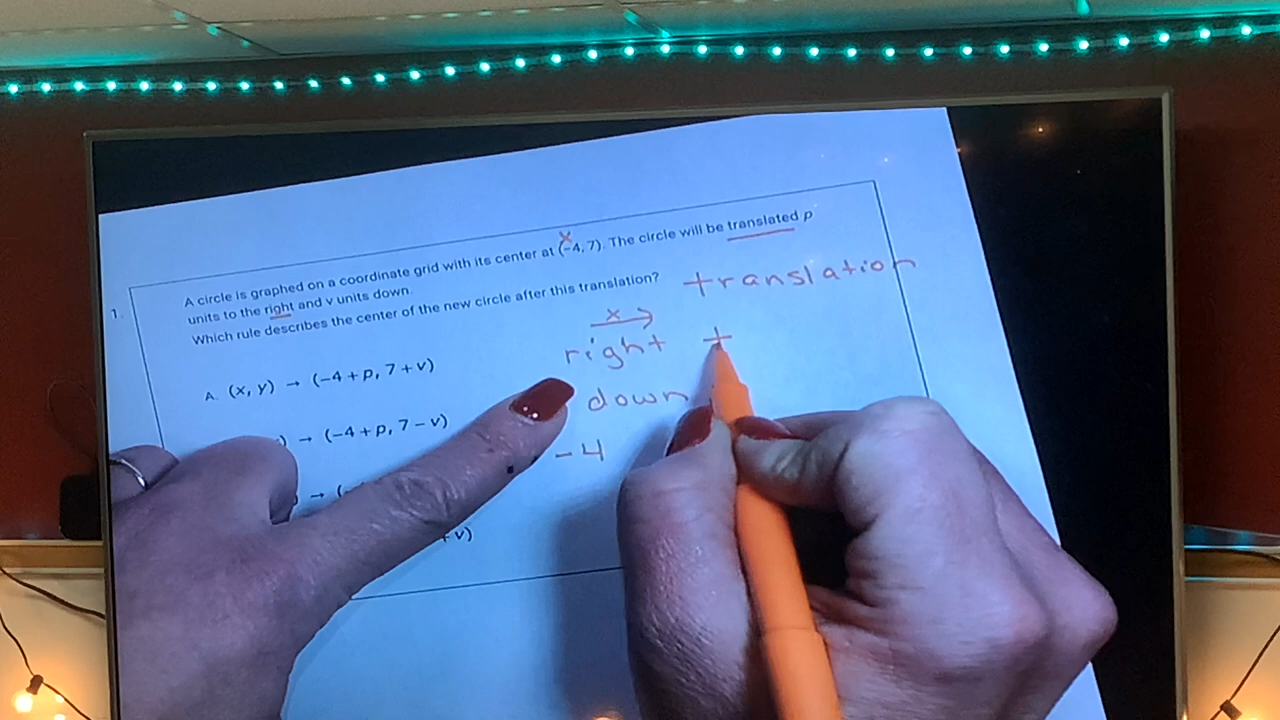 1. A circle is graphed on a coordinate grid with its center at (-4, 7). The circle will be translated p
units to the right and v units down.
Which rule describes the center of the new circle after this translation?
x
translation
x →
right +
A. (x, y) → (-4 + p, 7 + v)
down
) → (-4 + p, 7 - v)
-4
→ (-
v)